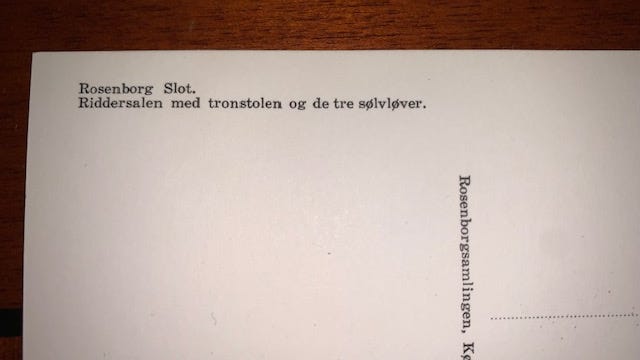 Rosenborg Slot.
Riddersalen med tronstolen og de tre sølvløver.
Rosenborgsamlingen,